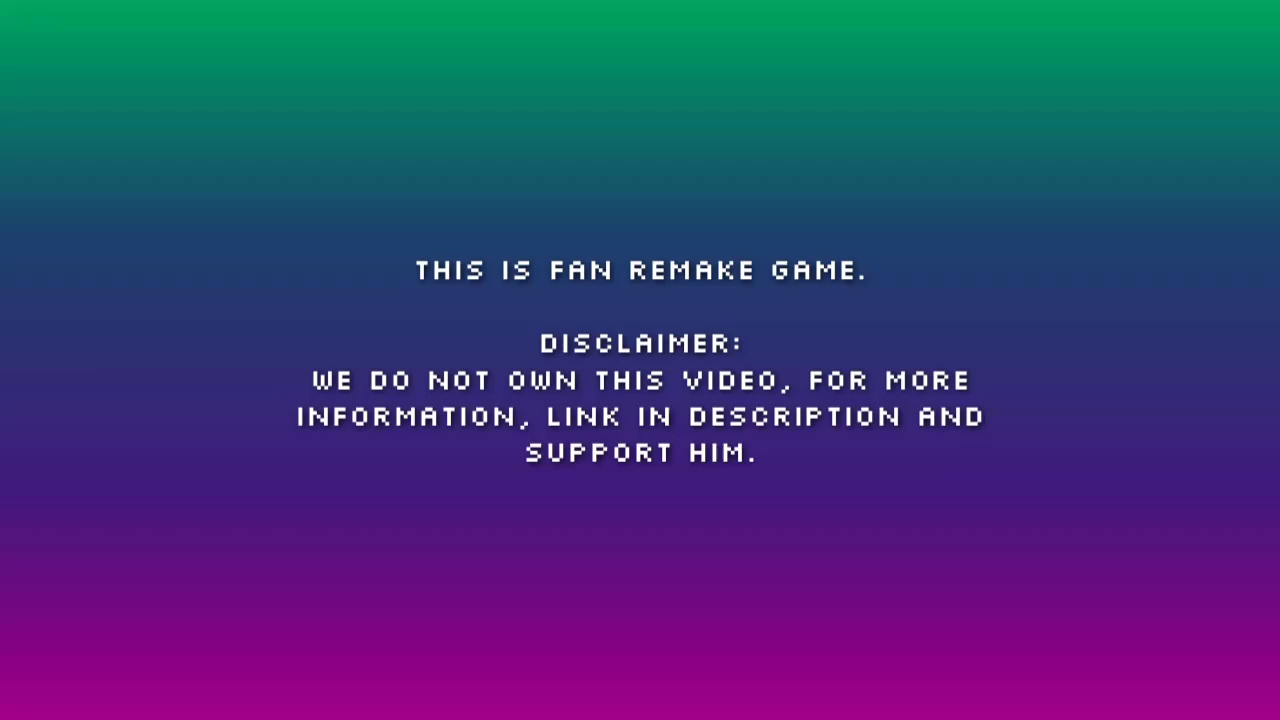 THIS IS FAN REMAKE GAME.
DISCLAIMER:
WE DO NOT OWN THIS VIDEO, FOR MORE
INFORMATION, LINK IN DESCRIPTION AND
SUPPORT HIM.